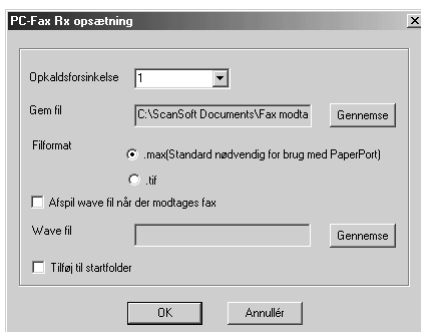 PC-Fax Rx opsætning
Opkaldsforsinkelse 1
Gem fil C:\ScanSoft Documents\Fax modta Gennemse
Filformat
.max(Standard nødvendig for brug med PaperPort)
.tif
Afspil wave fil når der modtages fax
Wave fil Gennemse
Tilføj til startfolder
OK Annullér